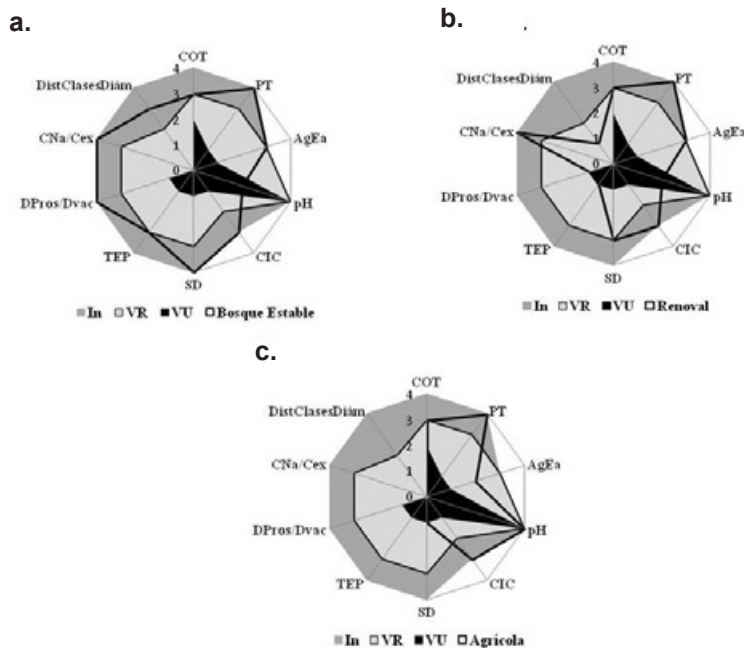 a.
COT
PT
AgEa
pH
CIC
SD
TEP
DPros/Dvac
CNa/Cex
DistClasesDiám
4
3
2
1
0
In VR VU Bosque Estable
b.
COT
PT
AgEa
pH
CIC
SD
TEP
DPros/Dvac
CNa/Cex
DistClasesDiám
4
3
2
1
0
In VR VU Renoval
c.
COT
PT
AgEa
pH
CIC
SD
TEP
DPros/Dvac
CNa/Cex
DistClasesDiám
4
3
2
1
0
In VR VU Agrícola